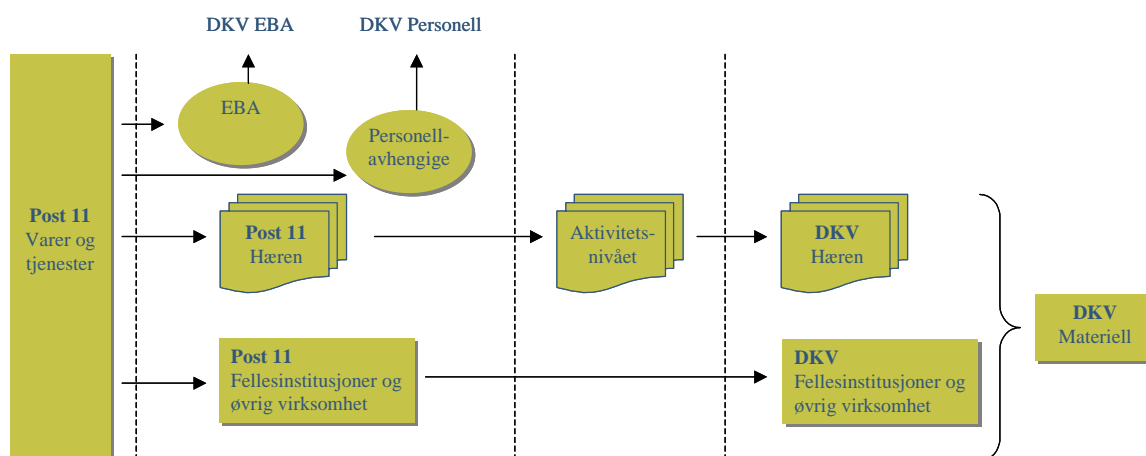 DKV EBA
DKV Personell
EBA
Personell-
avhengige
Post 11
Varer og
tjenester
Post 11
Hæren
Aktivitets-
nivået
DKV
Hæren
DKV
Materiell
Post 11
Fellesinstitusjoner og
øvrig virksomhet
DKV
Fellesinstitusjoner og
øvrig virksomhet